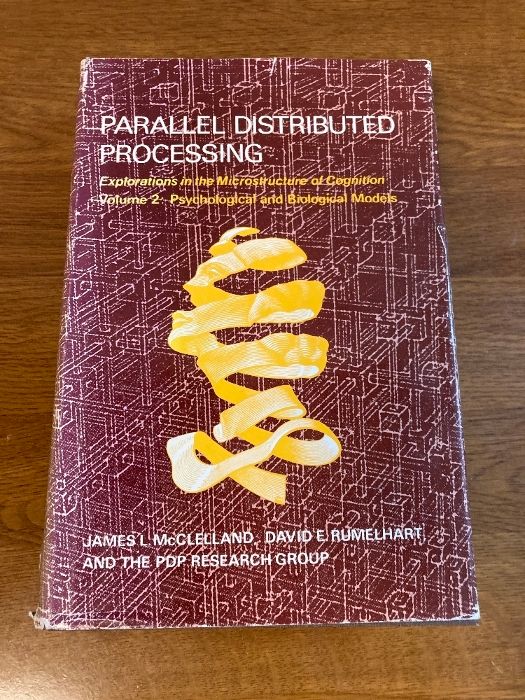 PARALLEL DISTRIBUTED
PROCESSING
Explorations in the Microstructure of Cognition
Volume 2: Psychological and Biological Models
JAMES L. McCLELLAND, DAVID E. RUMELHART,
AND THE PDP RESEARCH GROUP